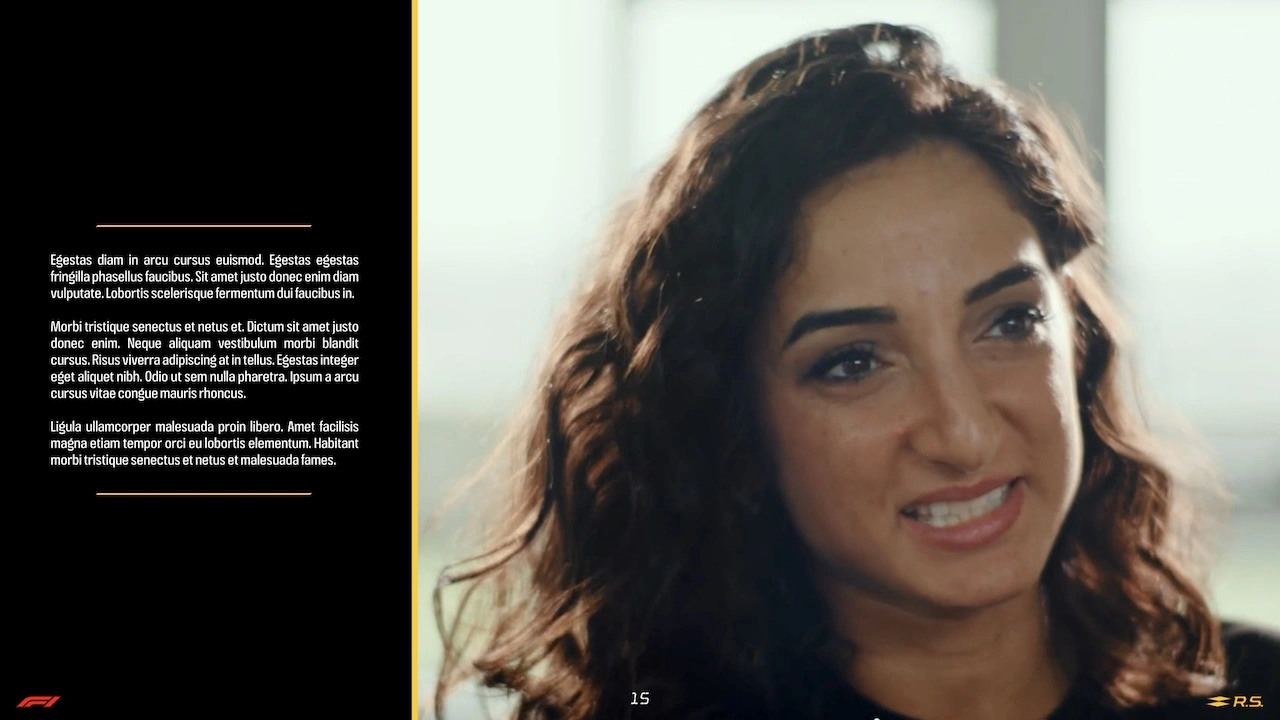 Egestas diam in arcu cursus euismod. Egestas egestas
fringilla phasellus faucibus. Sit amet justo donec enim diam
vulputate. Lobortis scelerisque fermentum dui faucibus in.
Morbi tristique senectus et netus et. Dictum sit amet justo
donec enim. Neque aliquam vestibulum morbi blandit
cursus. Risus viverra adipiscing at in tellus. Egestas integer
eget aliquet nibh. Odio ut sem nulla pharetra. Ipsum a arcu
cursus vitae congue mauris rhoncus.
Ligula ullamcorper malesuada proin libero. Amet facilisis
magna etiam tempor orci eu lobortis elementum. Habitant
morbi tristique senectus et netus et malesuada fames.
F1
15
R.S.